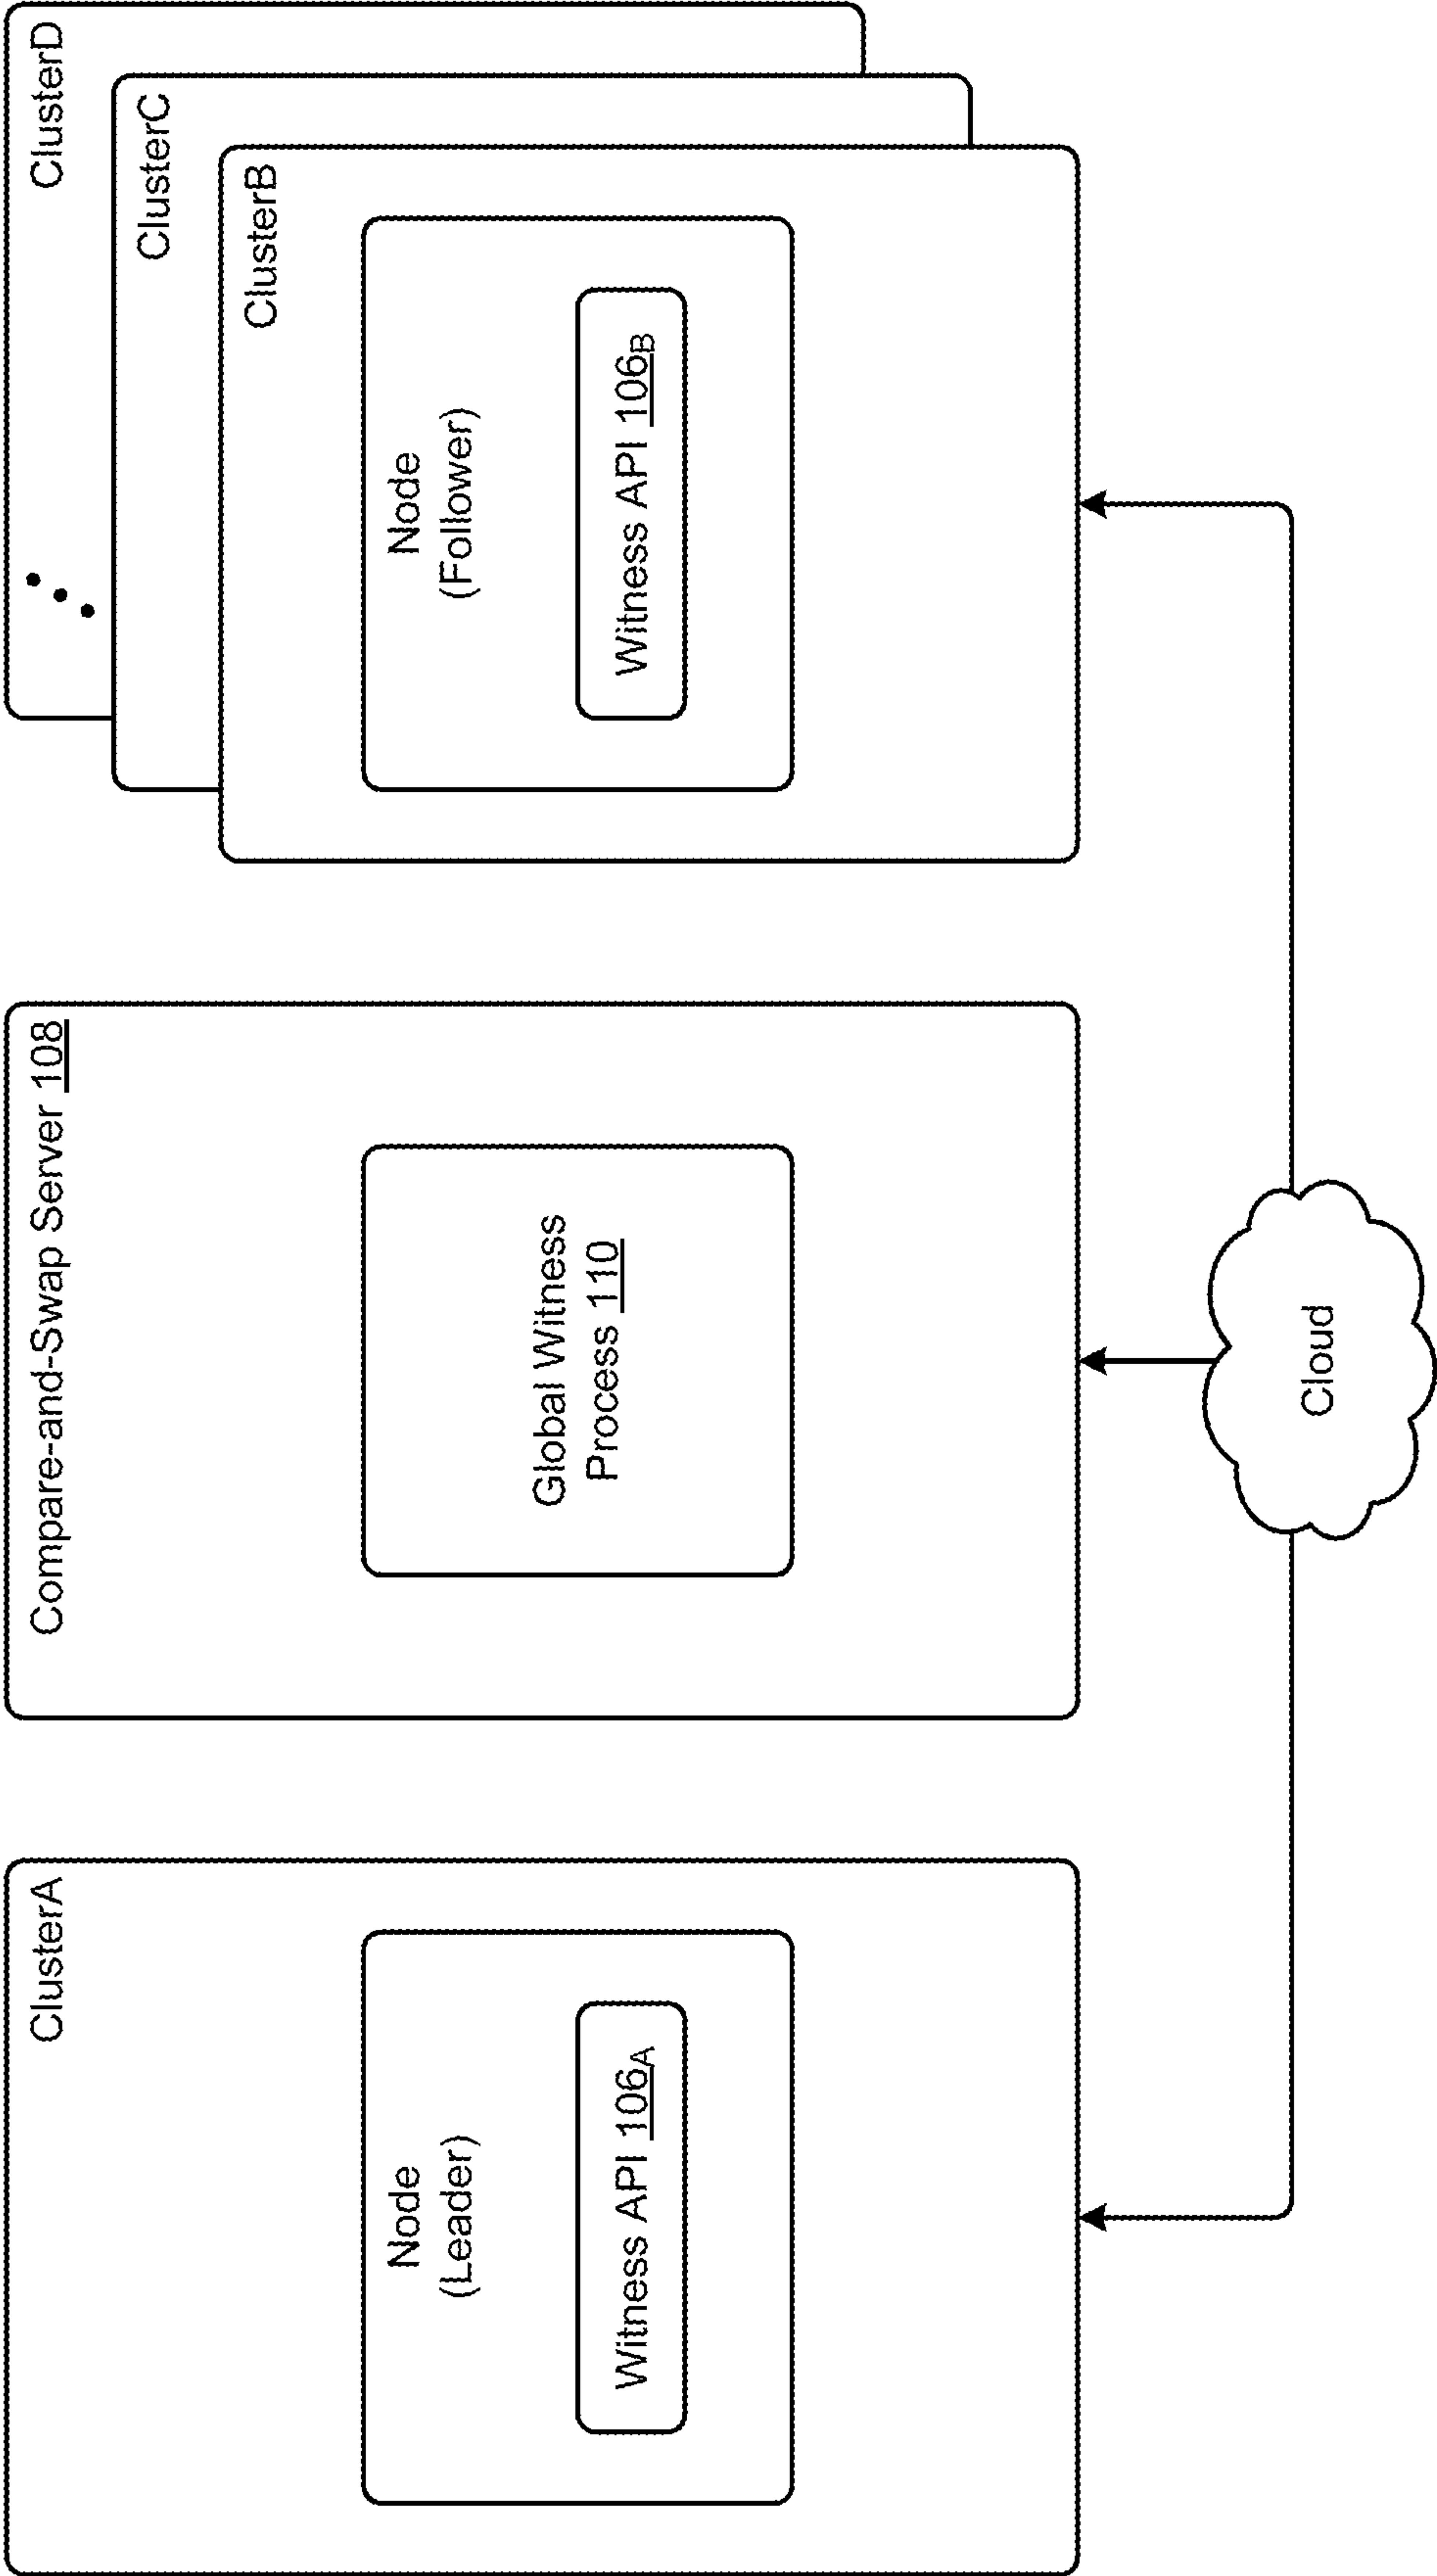 ClusterA
Node
(Leader)
Witness API 106A
Compare-and-Swap Server 108
Global Witness
Process 110
ClusterD
ClusterC
ClusterB
Node
(Follower)
Witness API 106B
Cloud